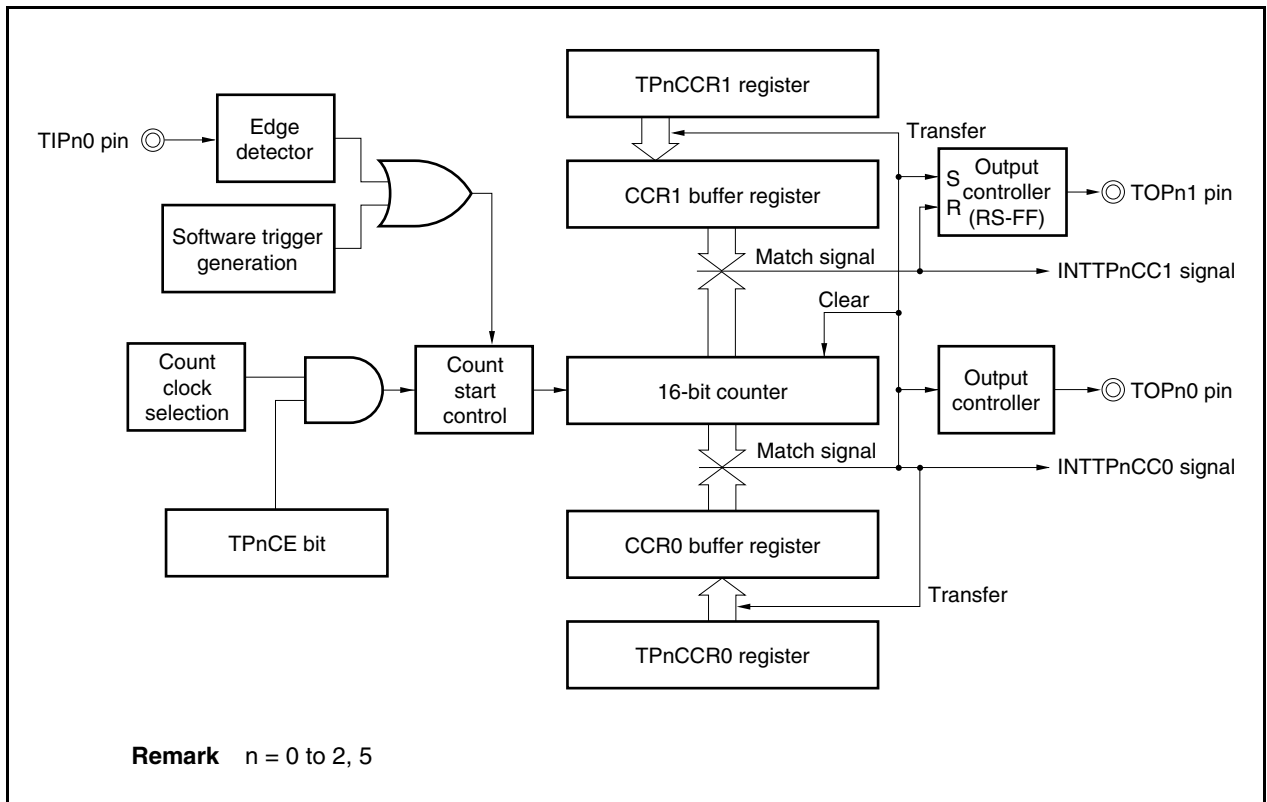 TPnCCR1 register
TIPn0 pin
Edge
detector
Transfer
CCR1 buffer register
S
R
Output
controller
(RS-FF)
TOPn1 pin
Software trigger
generation
Match signal
INTTPnCC1 signal
Clear
Count
clock
selection
Count
start
control
16-bit counter
Output
controller
TOPn0 pin
Match signal
INTTPnCC0 signal
TPnCE bit
CCR0 buffer register
Transfer
TPnCCR0 register
Remark n = 0 to 2, 5